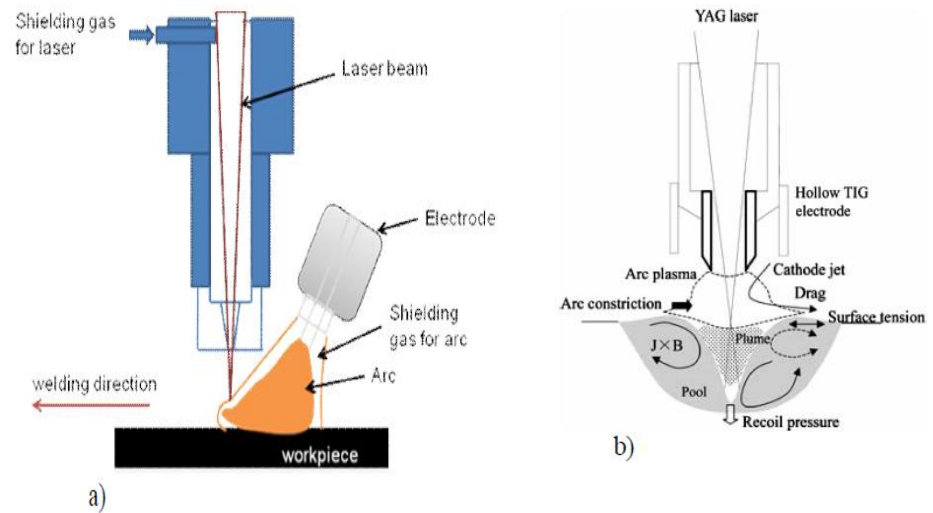 Shielding gas
for laser
Laser beam
Electrode
Shielding
gas for arc
Arc
welding direction
workpiece
a)
YAG laser
Hollow TIG
electrode
Arc plasma
Cathode jet
Drag
Arc constriction
Surface tension
Plume
J×B
Pool
Recoil pressure
b)